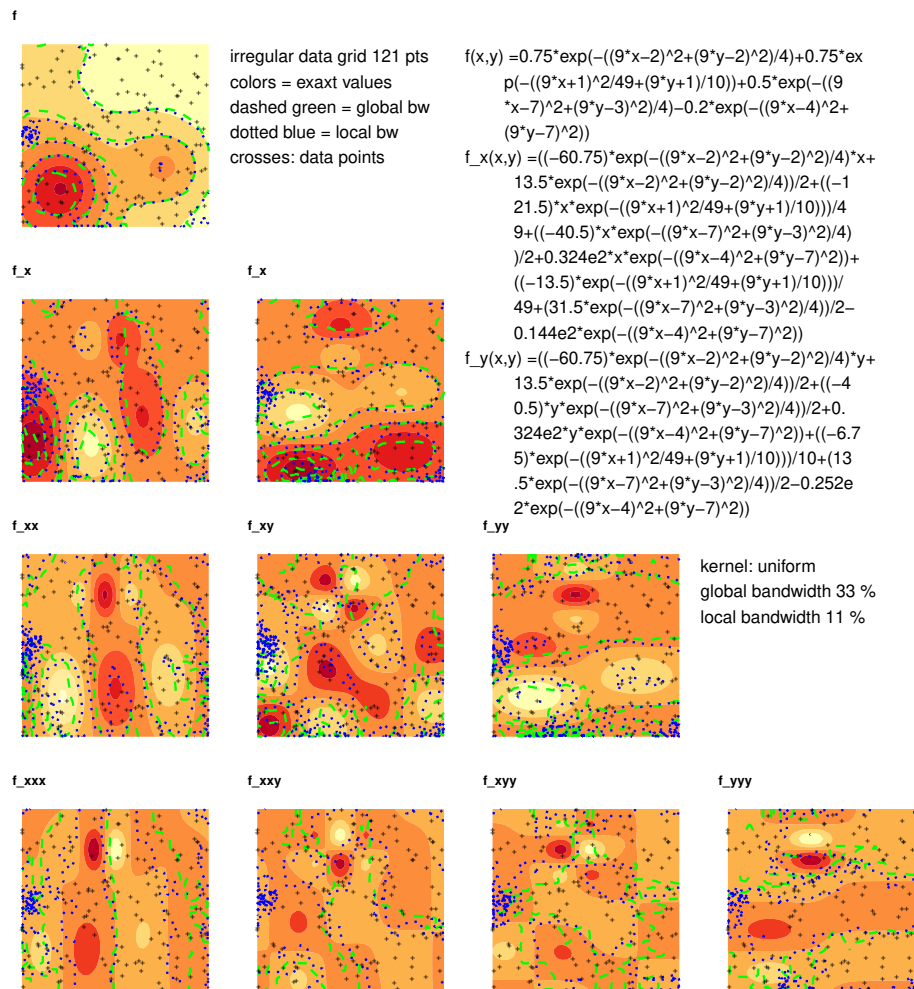 f
irregular data grid 121 pts
colors = exaxt values
dashed green = global bw
dotted blue = local bw
crosses: data points
f(x,y) =0.75*exp(−((9*x−2)^2+(9*y−2)^2)/4)+0.75*ex
p(−((9*x+1)^2/49+(9*y+1)/10))+0.5*exp(−((9
*x−7)^2+(9*y−3)^2)/4)−0.2*exp(−((9*x−4)^2+
(9*y−7)^2))
f_x(x,y) =((−60.75)*exp(−((9*x−2)^2+(9*y−2)^2)/4)*x+
13.5*exp(−((9*x−2)^2+(9*y−2)^2)/4))/2+((−1
21.5)*x*exp(−((9*x+1)^2/49+(9*y+1)/10)))/4
9+((−40.5)*x*exp(−((9*x−7)^2+(9*y−3)^2)/4)
)/2+0.324e2*x*exp(−((9*x−4)^2+(9*y−7)^2))+
((−13.5)*exp(−((9*x+1)^2/49+(9*y+1)/10)))/
49+(31.5*exp(−((9*x−7)^2+(9*y−3)^2)/4))/2−
0.144e2*exp(−((9*x−4)^2+(9*y−7)^2))
f_y(x,y) =((−60.75)*exp(−((9*x−2)^2+(9*y−2)^2)/4)*y+
13.5*exp(−((9*x−2)^2+(9*y−2)^2)/4))/2+((−4
0.5)*y*exp(−((9*x−7)^2+(9*y−3)^2)/4))/2+0.
324e2*y*exp(−((9*x−4)^2+(9*y−7)^2))+((−6.7
5)*exp(−((9*x+1)^2/49+(9*y+1)/10)))/10+(13
.5*exp(−((9*x−7)^2+(9*y−3)^2)/4))/2−0.252e
2*exp(−((9*x−4)^2+(9*y−7)^2))
f_x
f_x
f_xx
f_xy
f_yy
kernel: uniform
global bandwidth 33 %
local bandwidth 11 %
f_xxx
f_xxy
f_xyy
f_yyy